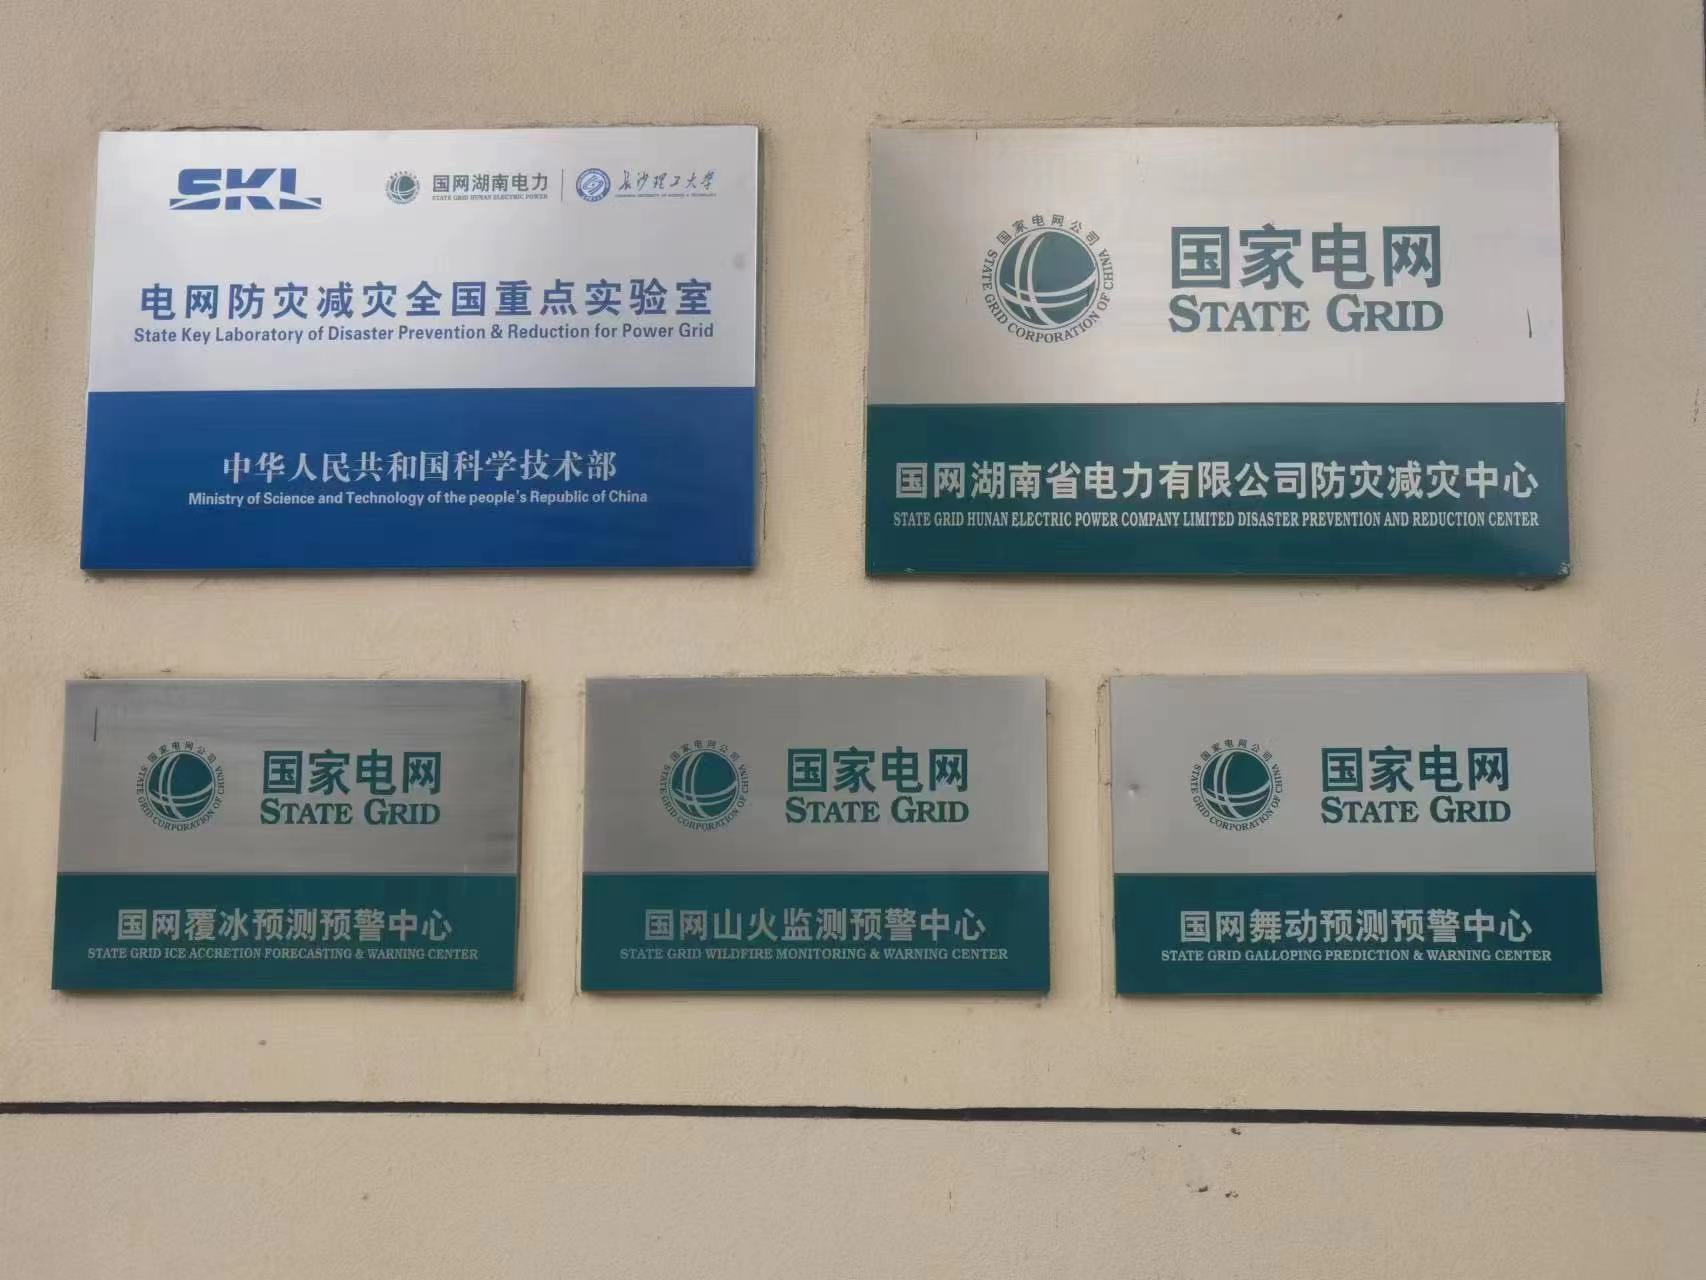 SKL
国网湖南电力
STATE GRID HUNAN ELECTRIC POWER
长沙理工大学
电网防灾减灾全国重点实验室
State Key Laboratory of Disaster Prevention & Reduction for Power Grid
中华人民共和国科学技术部
Ministry of Science and Technology of the people's Republic of China
国家电网公司
STATE GRID CORPORATION OF CHINA
国家电网
STATE GRID
国网湖南省电力有限公司防灾减灾中心
STATE GRID HUNAN ELECTRIC POWER COMPANY LIMITED DISASTER PREVENTION AND REDUCTION CENTER
国家电网公司
STATE GRID CORPORATION OF CHINA
国家电网
STATE GRID
国网覆冰预测预警中心
STATE GRID ICE ACCRETION FORECASTING & WARNING CENTER
国家电网公司
STATE GRID CORPORATION OF CHINA
国家电网
STATE GRID
国网山火监测预警中心
STATE GRID WILDFIRE MONITORING & WARNING CENTER
国家电网公司
STATE GRID CORPORATION OF CHINA
国家电网
STATE GRID
国网舞动预测预警中心
STATE GRID GALLOPING PREDICTION & WARNING CENTER